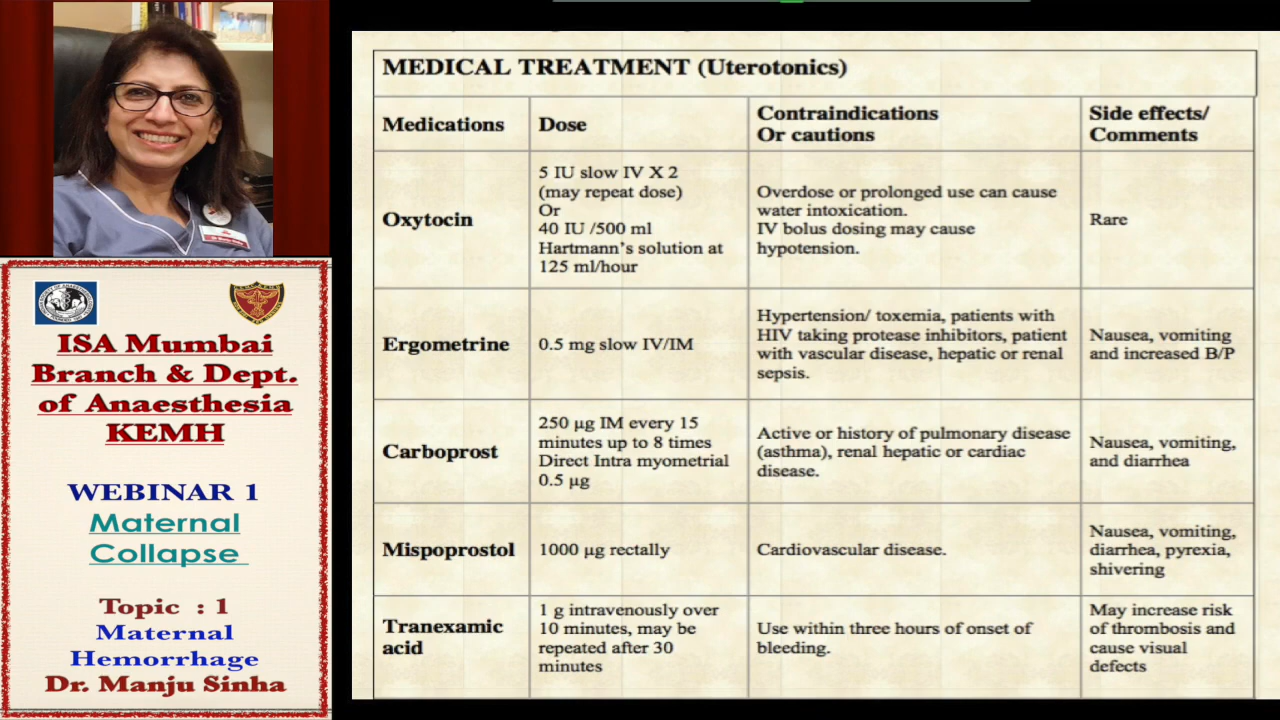 ISA Mumbai
Branch & Dept.
of Anaesthesia
KEMH
WEBINAR 1
Maternal
Collapse
Topic : 1
Maternal
Hemorrhage
Dr. Manju Sinha
MEDICAL TREATMENT (Uterotonics)
Medications
Dose
Contraindications
Or cautions
Side effects/
Comments
Oxytocin
5 IU slow IV X 2
(may repeat dose)
Or
40 IU /500 ml
Hartmann's solution at
125 ml/hour
Overdose or prolonged use can cause
water intoxication.
IV bolus dosing may cause
hypotension.
Rare
Ergometrine
0.5 mg slow IV/IM
Hypertension/ toxemia, patients with
HIV taking protease inhibitors, patient
with vascular disease, hepatic or renal
sepsis.
Nausea, vomiting
and increased B/P
Carboprost
250 µg IM every 15
minutes up to 8 times
Direct Intra myometrial
0.5 µg
Active or history of pulmonary disease
(asthma), renal hepatic or cardiac
disease.
Nausea, vomiting,
and diarrhea
Mispoprostol
1000 µg rectally
Cardiovascular disease.
Nausea, vomiting,
diarrhea, pyrexia,
shivering
Tranexamic
acid
1 g intravenously over
10 minutes, may be
repeated after 30
minutes
Use within three hours of onset of
bleeding.
May increase risk
of thrombosis and
cause visual
defects